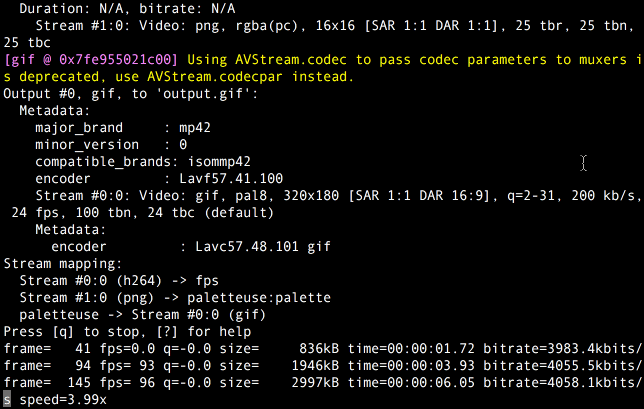 Duration: N/A, bitrate: N/A
Stream #1:0: Video: png, rgba(pc), 16x16 [SAR 1:1 DAR 1:1], 25 tbr, 25 tbn,
25 tbc
[gif @ 0x7fe955021c00] Using AVStream.codec to pass codec parameters to muxers i
s deprecated, use AVStream.codecpar instead.
Output #0, gif, to 'output.gif':
Metadata:
major_brand     : mp42
minor_version   : 0
compatible_brands: isommp42
encoder         : Lavf57.41.100
Stream #0:0: Video: gif, pal8, 320x180 [SAR 1:1 DAR 16:9], q=2-31, 200 kb/s,
24 fps, 100 tbn, 24 tbc (default)
Metadata:
encoder         : Lavc57.48.101 gif
Stream mapping:
Stream #0:0 (h264) -> fps
Stream #1:0 (png) -> paletteuse:palette
paletteuse -> Stream #0:0 (gif)
Press [q] to stop, [?] for help
frame=   41 fps=0.0 q=-0.0 size=     836kB time=00:00:01.72 bitrate=3983.4kbits/
frame=   94 fps= 93 q=-0.0 size=    1946kB time=00:00:03.93 bitrate=4055.5kbits/
frame=  145 fps= 96 q=-0.0 size=    2997kB time=00:00:06.05 bitrate=4058.1kbits/
s speed=3.99x